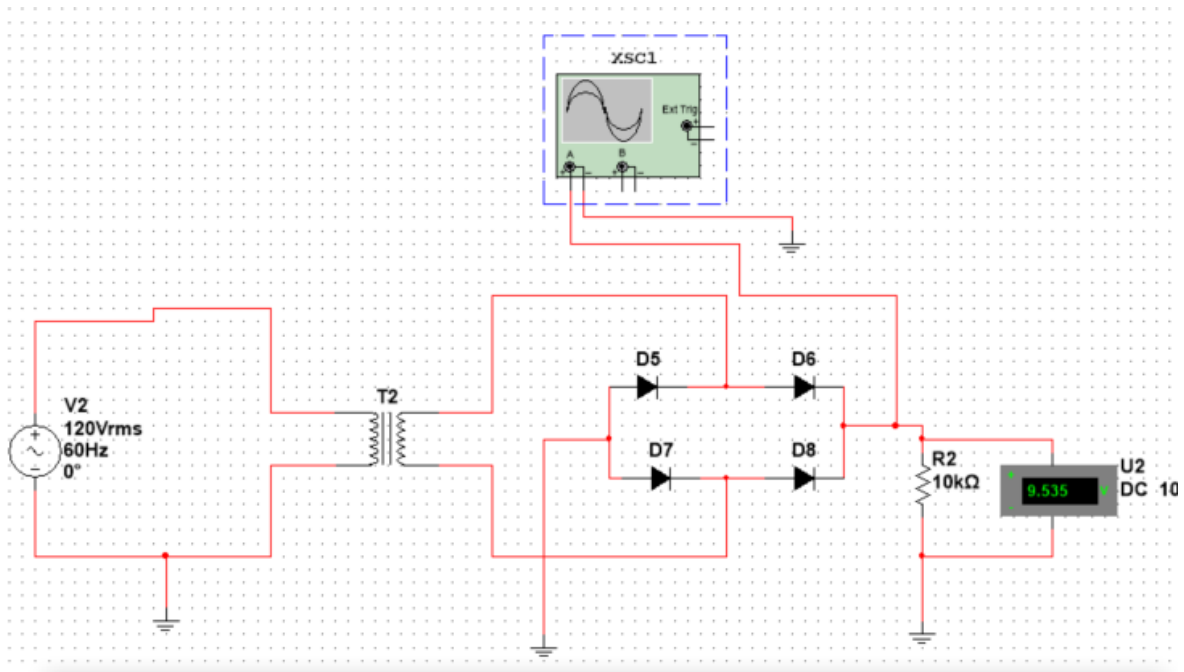 XSC1
Ext Trig
+
−
A
B
+
−
+
−
D5
D6
V2
120Vrms
60Hz
0°
T2
D7
D8
R2
10kΩ
U2
DC 10
9.535
V
+
-
+
−